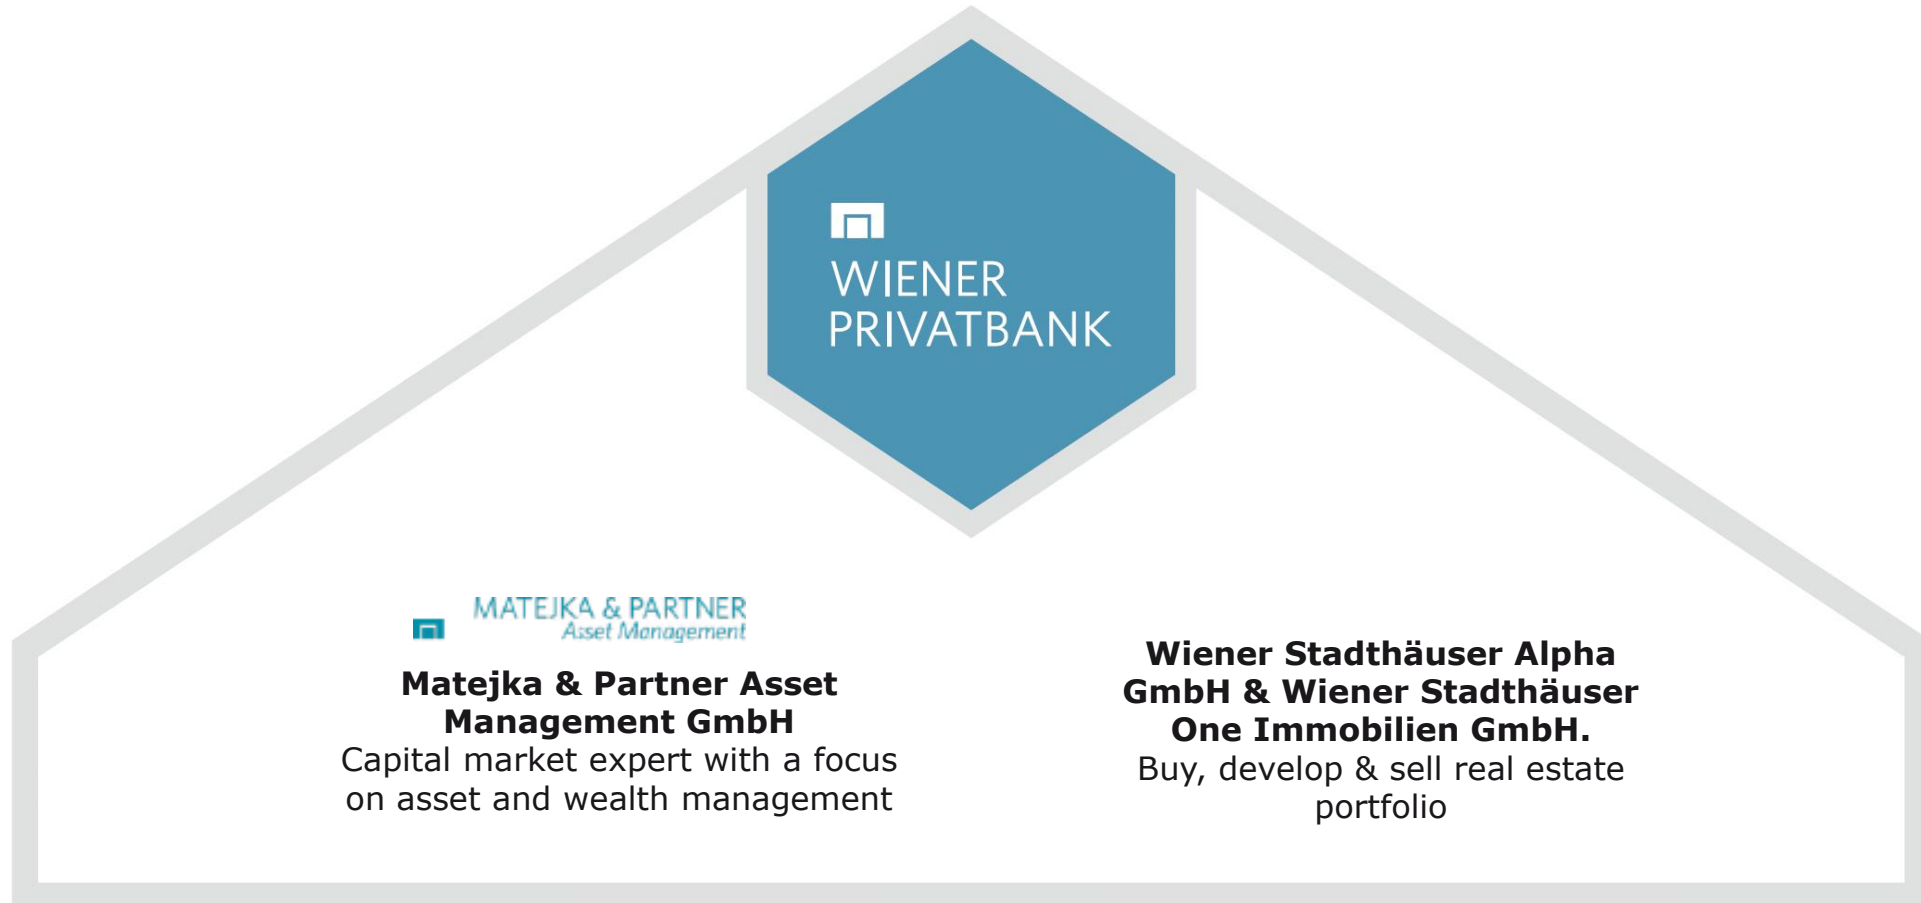 WIENER
PRIVATBANK
MATEJKA & PARTNER
Asset Management
Matejka & Partner Asset
Management GmbH
Capital market expert with a focus
on asset and wealth management
Wiener Stadthäuser Alpha
GmbH & Wiener Stadthäuser
One Immobilien GmbH.
Buy, develop & sell real estate
portfolio